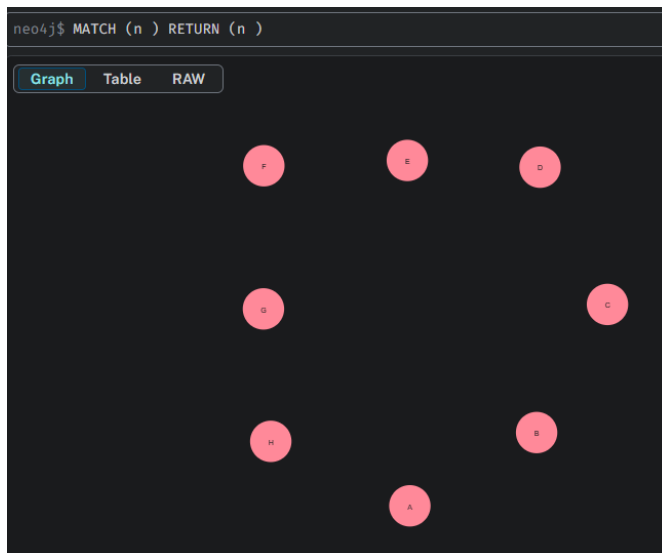 neo4j$ MATCH (n ) RETURN (n )
Graph Table RAW
F E D
G C
H B
A